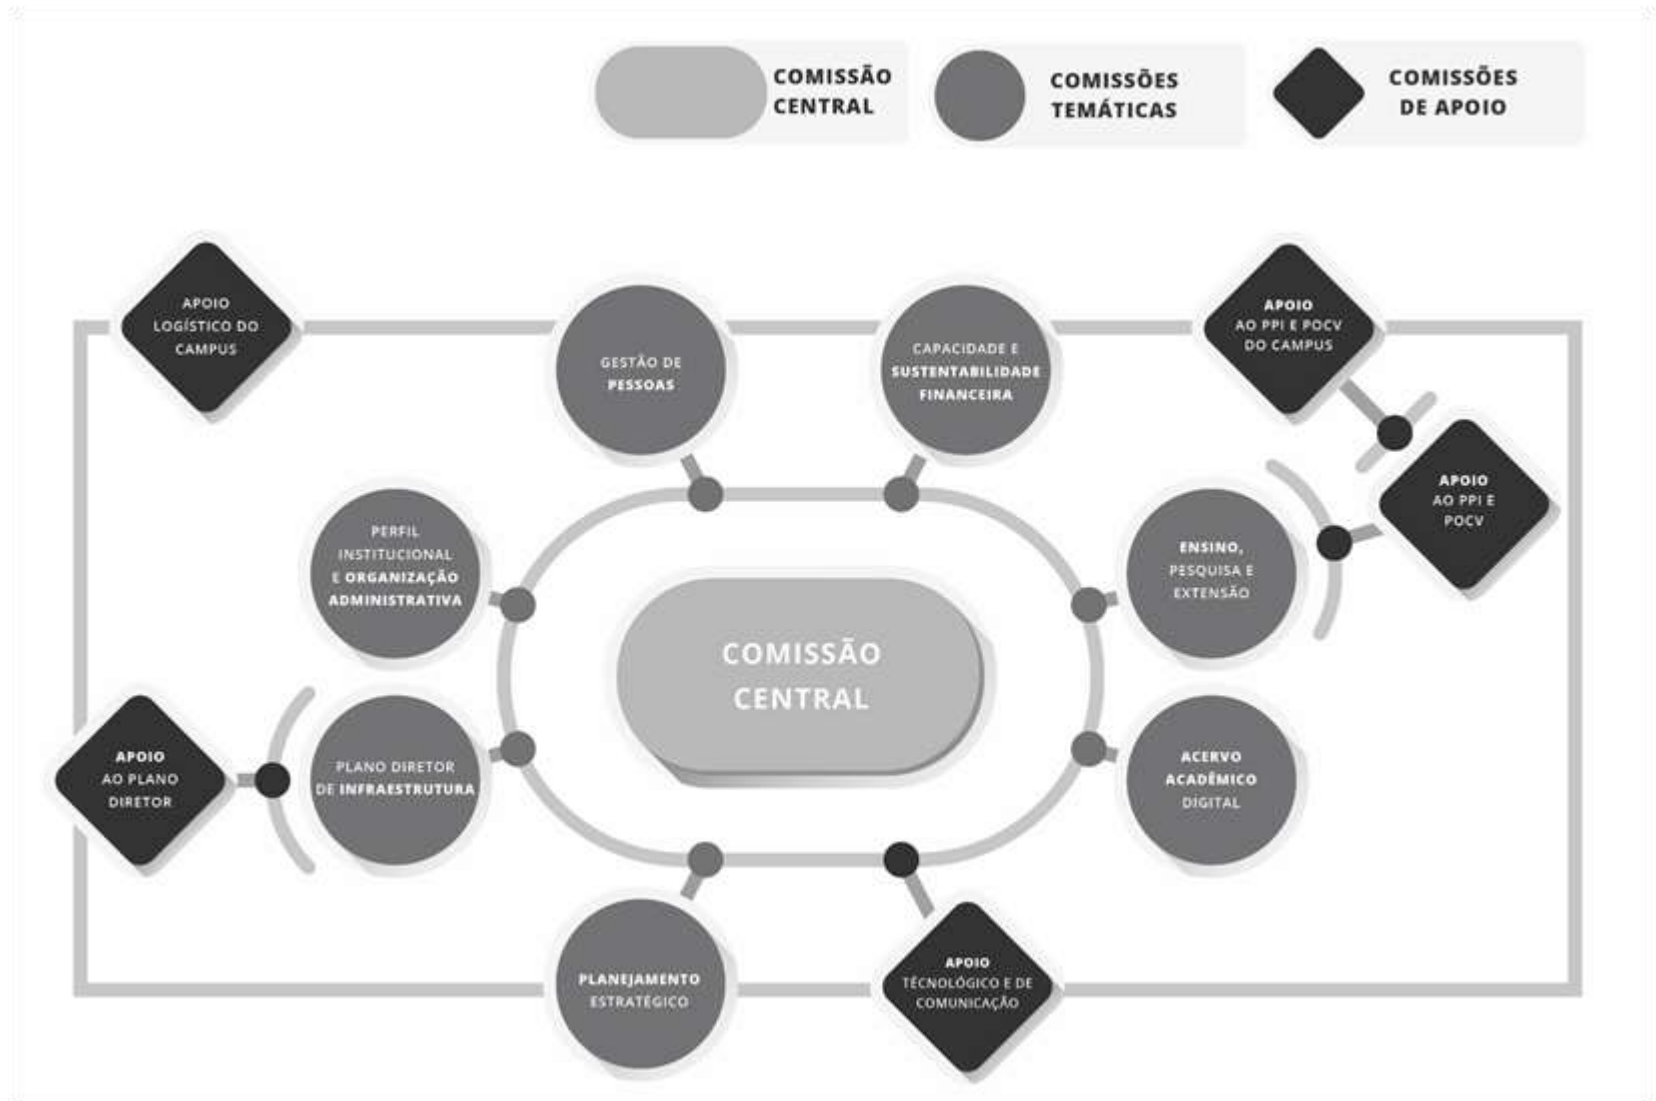 COMISSÃO
CENTRAL
COMISSÕES
TEMÁTICAS
COMISSÕES
DE APOIO
APOIO
LOGÍSTICO DO
CAMPUS
GESTÃO DE
PESSOAS
CAPACIDADE E
SUSTENTABILIDADE
FINANCEIRA
APOIO
AO PPI E POCV
DO CAMPUS
APOIO
AO PPI E
POCV
PERFIL
INSTITUCIONAL
E ORGANIZAÇÃO
ADMINISTRATIVA
ENSINO,
PESQUISA E
EXTENSÃO
COMISSÃO
CENTRAL
APOIO
AO PLANO
DIRETOR
PLANO DIRETOR
DE INFRAESTRUTURA
ACERVO
ACADÊMICO
DIGITAL
PLANEJAMENTO
ESTRATÉGICO
APOIO
TÉCNOLÓGICO E DE
COMUNICAÇÃO